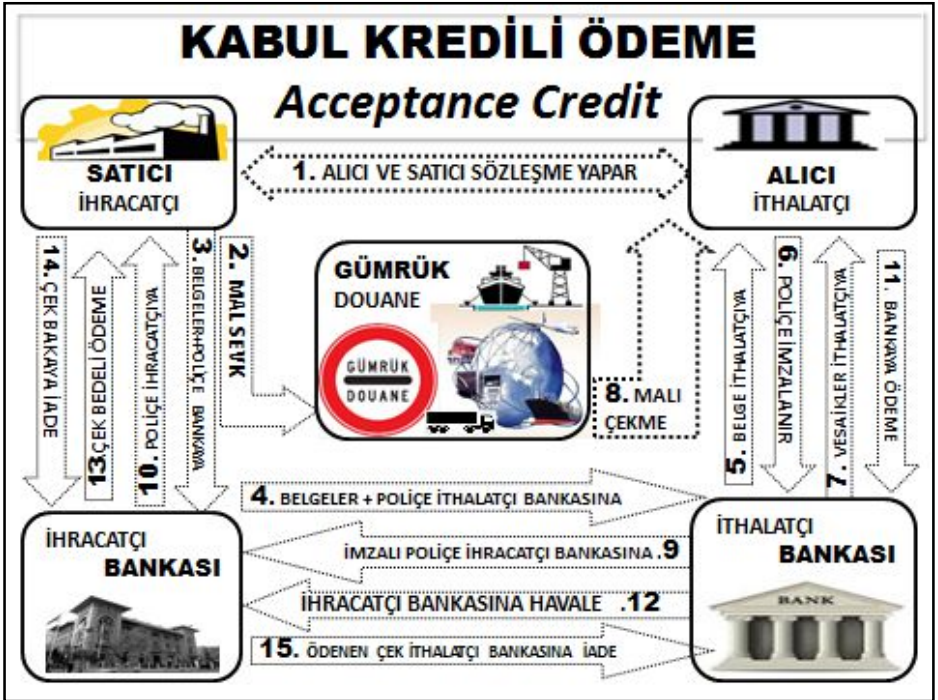 KABUL KREDİLİ ÖDEME
Acceptance Credit
SATICI
İHRACATÇI
1. ALICI VE SATICI SÖZLEŞME YAPAR
ALICI
İTHALATÇI
14. ÇEK BAKAYA İADE
13.ÇEK BEDELİ ÖDEME
10. POLİÇE İHRACATÇIYA
3. BELGELER+POLİÇE BANKAYA
2. MAL SEVK
GÜMRÜK
DOUANE
GÜMRÜK
DOUANE
8. MALI
ÇEKME
5. BELGE İTHALATÇIYA
6. POLİÇE İMZALANIR
7. VESAİKLER İTHALATÇIYA
11. BANKAYA ÖDEME
4. BELGELER + POLİÇE İTHALATÇI BANKASINA
İMZALI POLİÇE İHRACATÇI BANKASINA .9
İHRACATÇI BANKASINA HAVALE .12
15. ÖDENEN ÇEK İTHALATÇI BANKASINA İADE
İHRACATÇI
BANKASI
İTHALATÇI
BANKASI
BANK